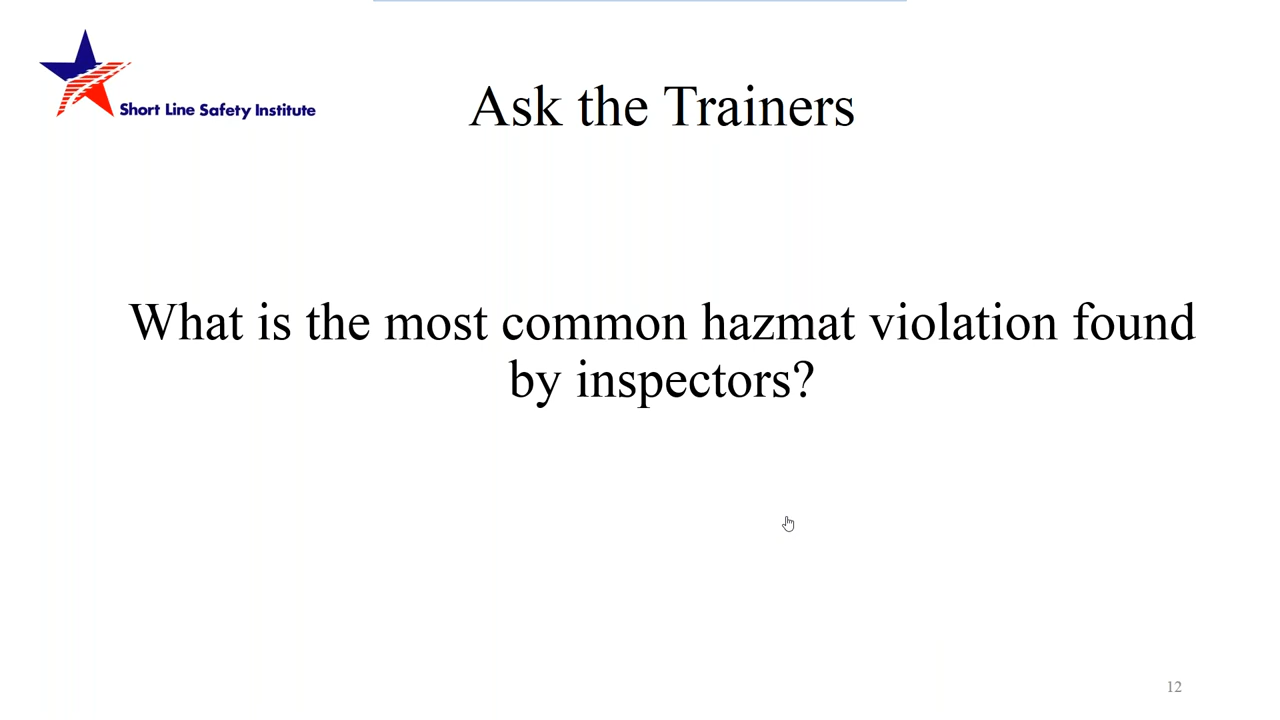 Short Line Safety Institute
Ask the Trainers
What is the most common hazmat violation found
by inspectors?
12